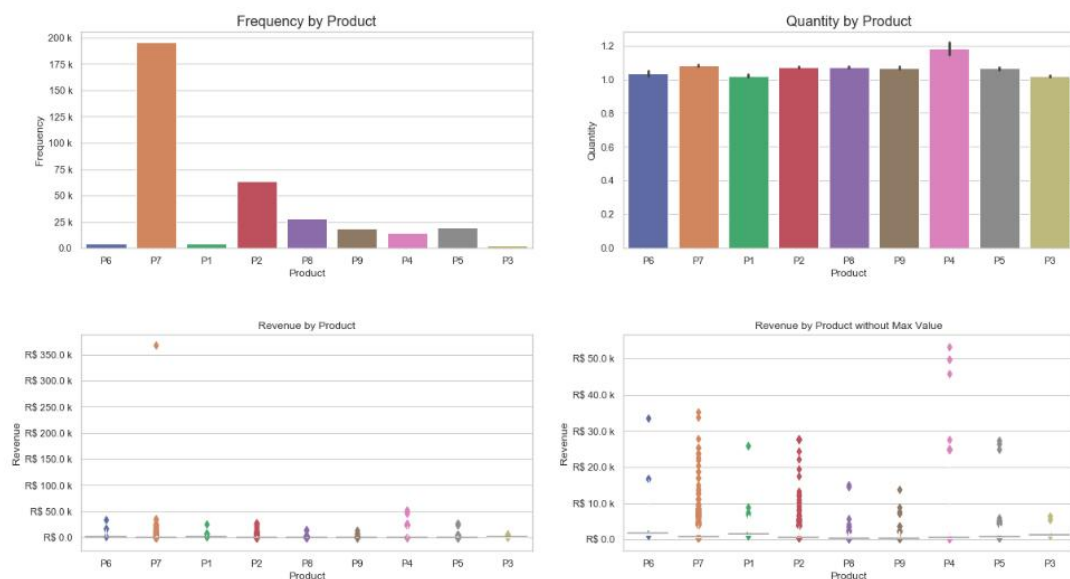 Frequency by Product
200 k
175 k
150 k
125 k
100 k
75 k
50 k
25 k
0.0
Frequency
P6 P7 P1 P2 P8 P9 P4 P5 P3
Product
Quantity by Product
1.2
1.0
0.8
0.6
0.4
0.2
0.0
Quantity
P6 P7 P1 P2 P8 P9 P4 P5 P3
Product
Revenue by Product
R$ 350.0 k
R$ 300.0 k
R$ 250.0 k
R$ 200.0 k
R$ 150.0 k
R$ 100.0 k
R$ 50.0 k
R$ 0.0 k
Revenue
P6 P7 P1 P2 P8 P9 P4 P5 P3
Product
Revenue by Product without Max Value
R$ 50.0 k
R$ 40.0 k
R$ 30.0 k
R$ 20.0 k
R$ 10.0 k
R$ 0.0 k
Revenue
P6 P7 P1 P2 P8 P9 P4 P5 P3
Product